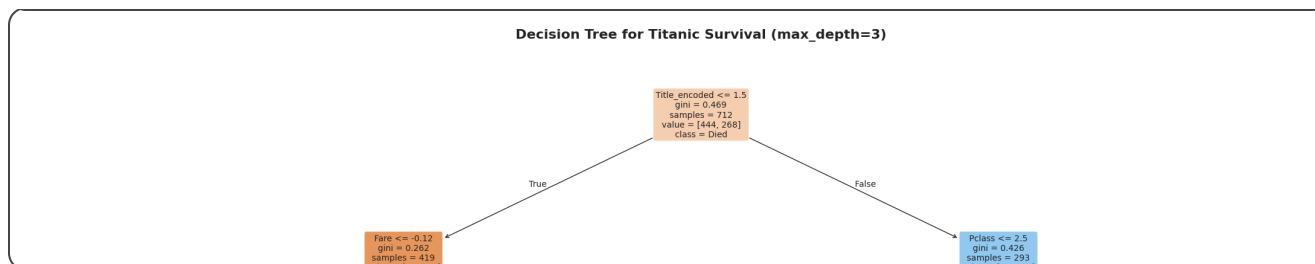 Decision Tree for Titanic Survival (max_depth=3)
Title_encoded <= 1.5
gini = 0.469
samples = 712
value = [444, 268]
class = Died
True
False
Fare <= -0.12
gini = 0.262
samples = 419
Pclass <= 2.5
gini = 0.426
samples = 293